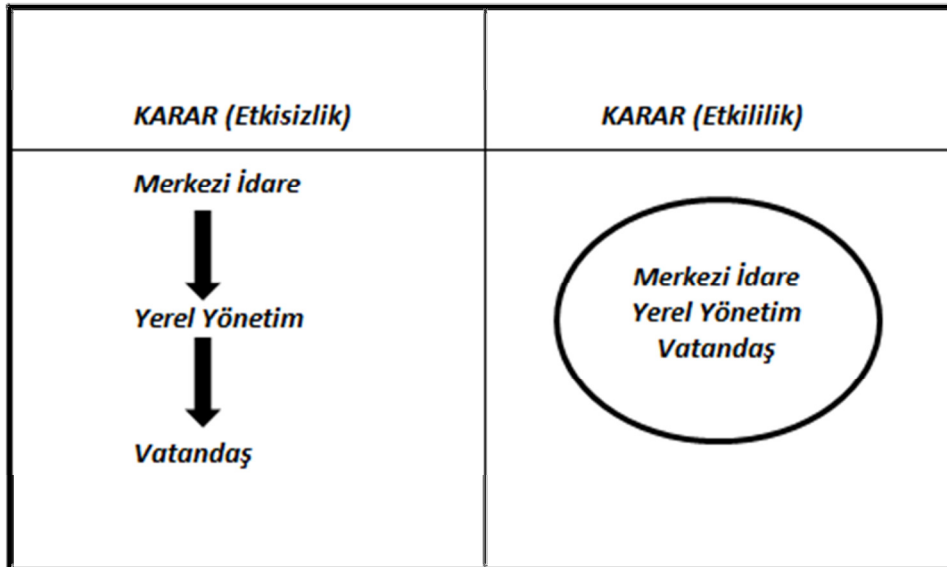 KARAR (Etkisizlik)
KARAR (Etkililik)
Merkezi İdare
Yerel Yönetim
Vatandaş
Merkezi İdare
Yerel Yönetim
Vatandaş